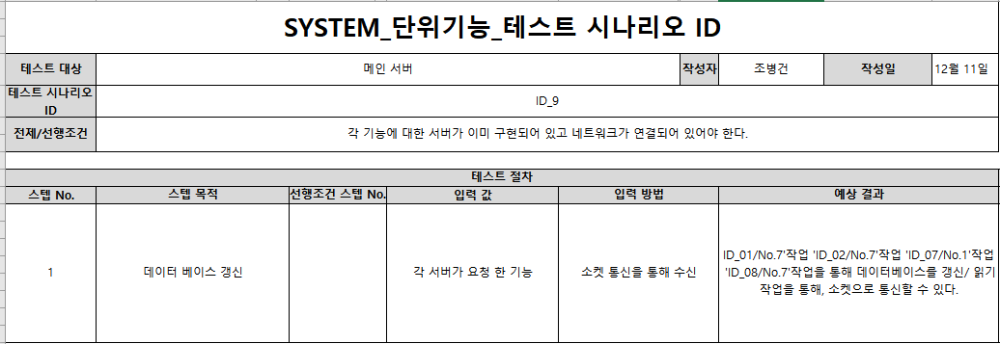 SYSTEM_단위기능_테스트 시나리오 ID
테스트 대상 메인 서버 작성자 조병건 작성일 12월 11일
테스트 시나리오
ID
ID_9
전제/선행조건 각 기능에 대한 서버가 이미 구현되어 있고 네트워크가 연결되어 있어야 한다.
테스트 절차
스텝 No. 스텝 목적 선행조건 스텝 No. 입력 값 입력 방법 예상 결과
1 데이터 베이스 갱신 각 서버가 요청 한 기능 소켓 통신을 통해 수신
ID_01/No.7'작업 'ID_02/No.7'작업 'ID_07/No.1'작업
'ID_08/No.7'작업을 통해 데이터베이스를 갱신/ 읽기
작업을 통해, 소켓으로 통신할 수 있다.